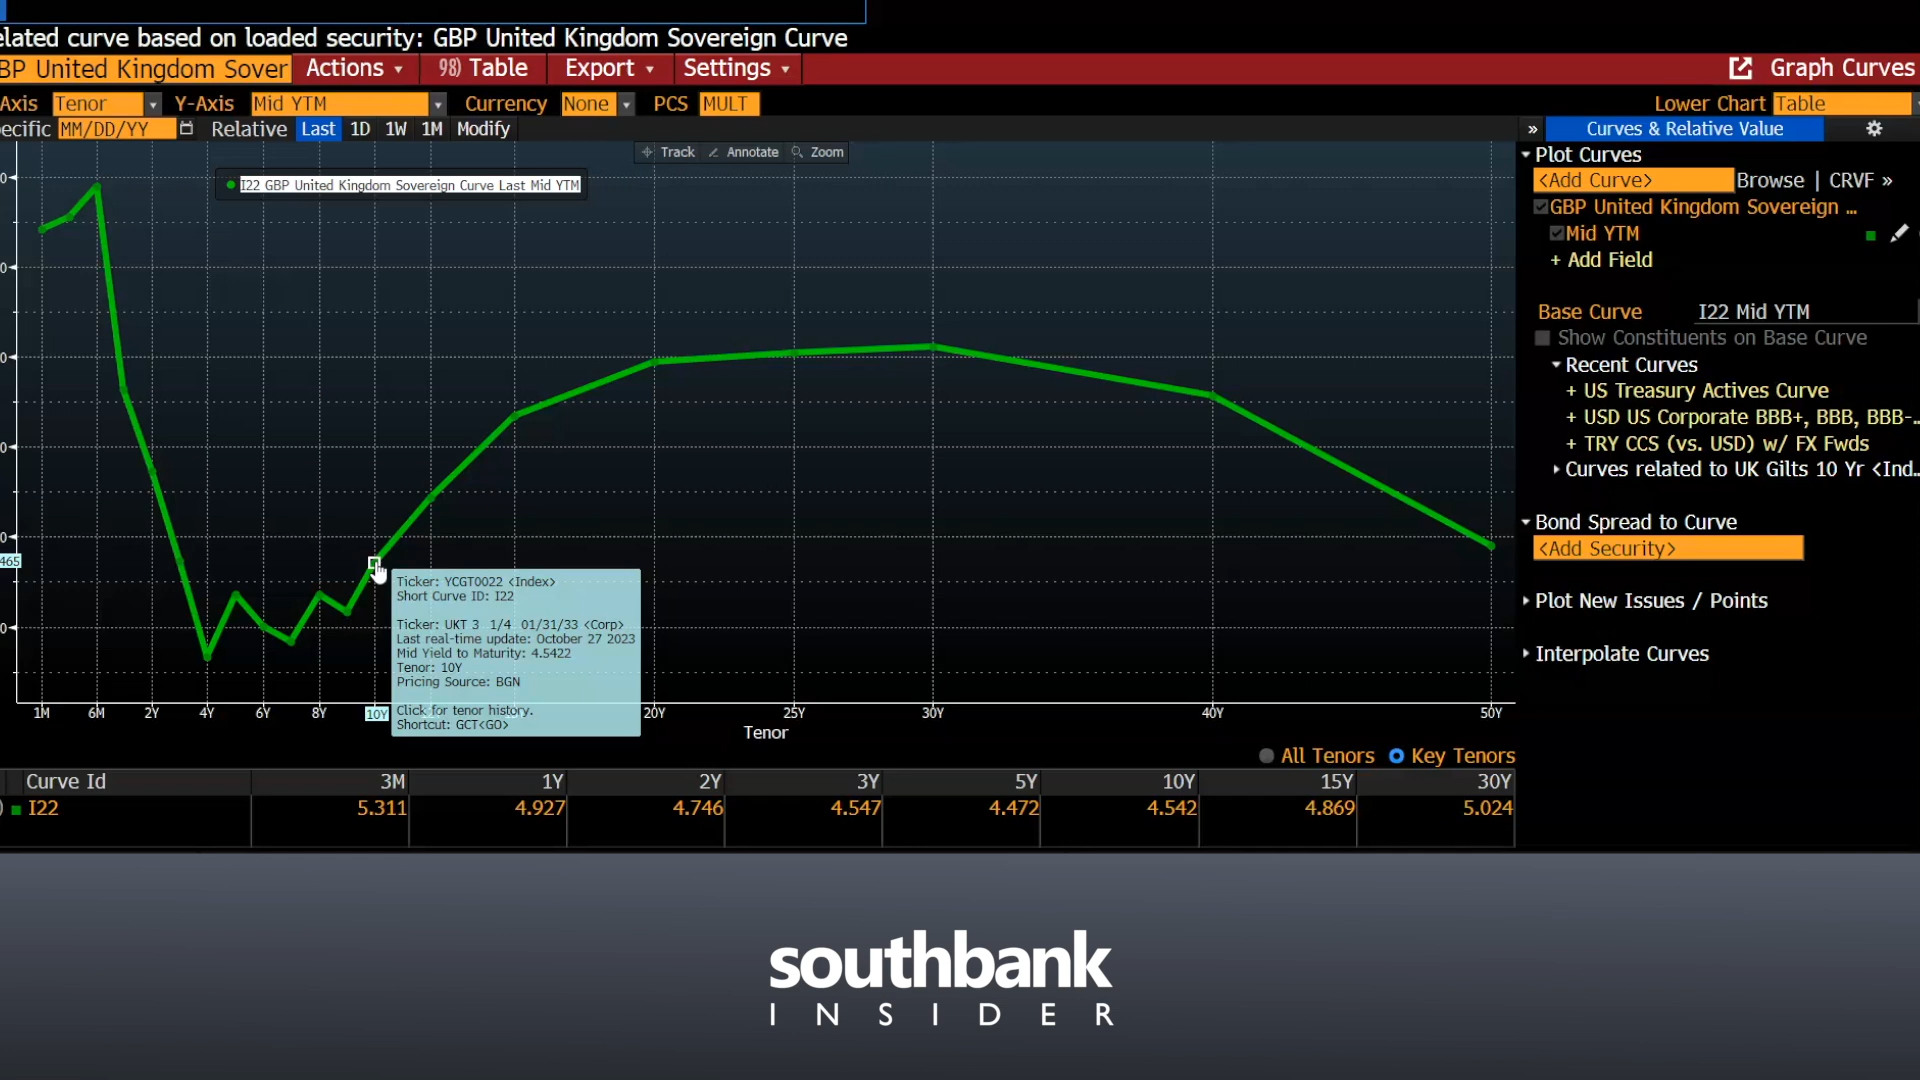 elated curve based on loaded security: GBP United Kingdom Sovereign Curve
BP United Kingdom Sover Actions 98) Table Export Settings Graph Curves
Axis Tenor Y-Axis Mid YTM Currency None PCS MULT Lower Chart Table
ecific MM/DD/YY Relative Last 1D 1W 1M Modify » Curves & Relative Value
Track Annotate Zoom
I22 GBP United Kingdom Sovereign Curve Last Mid YTM
Plot Curves
<Add Curve> Browse | CRVF »
GBP United Kingdom Sovereign ...
Mid YTM
+ Add Field
Base Curve I22 Mid YTM
Show Constituents on Base Curve
Recent Curves
+ US Treasury Actives Curve
+ USD US Corporate BBB+, BBB, BBB-..
+ TRY CCS (vs. USD) w/ FX Fwds
Curves related to UK Gilts 10 Yr <Ind..
Bond Spread to Curve
<Add Security>
Plot New Issues / Points
Interpolate Curves
0
0
0
0
0
465
0
Ticker: YCGT0022 <Index>
Short Curve ID: I22
Ticker: UKT 3 1/4 01/31/33 <Corp>
Last real-time update: October 27 2023
Mid Yield to Maturity: 4.5422
Tenor: 10Y
Pricing Source: BGN
Click for tenor history.
Shortcut: GCT<GO>
1M 6M 2Y 4Y 6Y 8Y 10Y 20Y 25Y 30Y 40Y 50Y
Tenor
All Tenors Key Tenors
Curve Id 3M 1Y 2Y 3Y 5Y 10Y 15Y 30Y
) I22 5.311 4.927 4.746 4.547 4.472 4.542 4.869 5.024
southbank
INSIDER